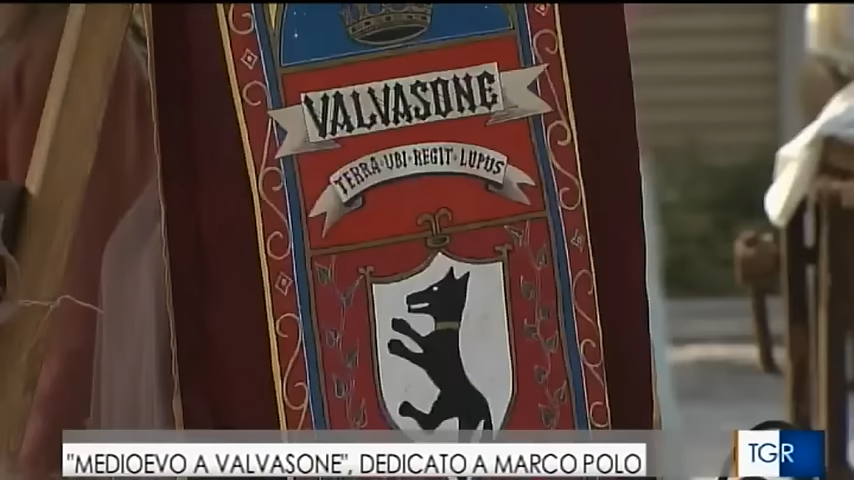 VALVASONE
TERRA·UBI·REGIT·LUPUS
"MEDIOEVO A VALVASONE", DEDICATO A MARCO POLO
TGR